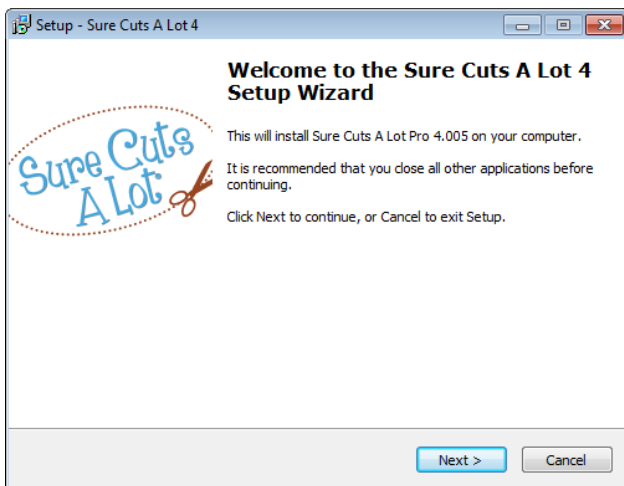 Setup - Sure Cuts A Lot 4
Welcome to the Sure Cuts A Lot 4
Setup Wizard
This will install Sure Cuts A Lot Pro 4.005 on your computer.
It is recommended that you close all other applications before
continuing.
Click Next to continue, or Cancel to exit Setup.
Sure Cuts
A Lot
Next >
Cancel